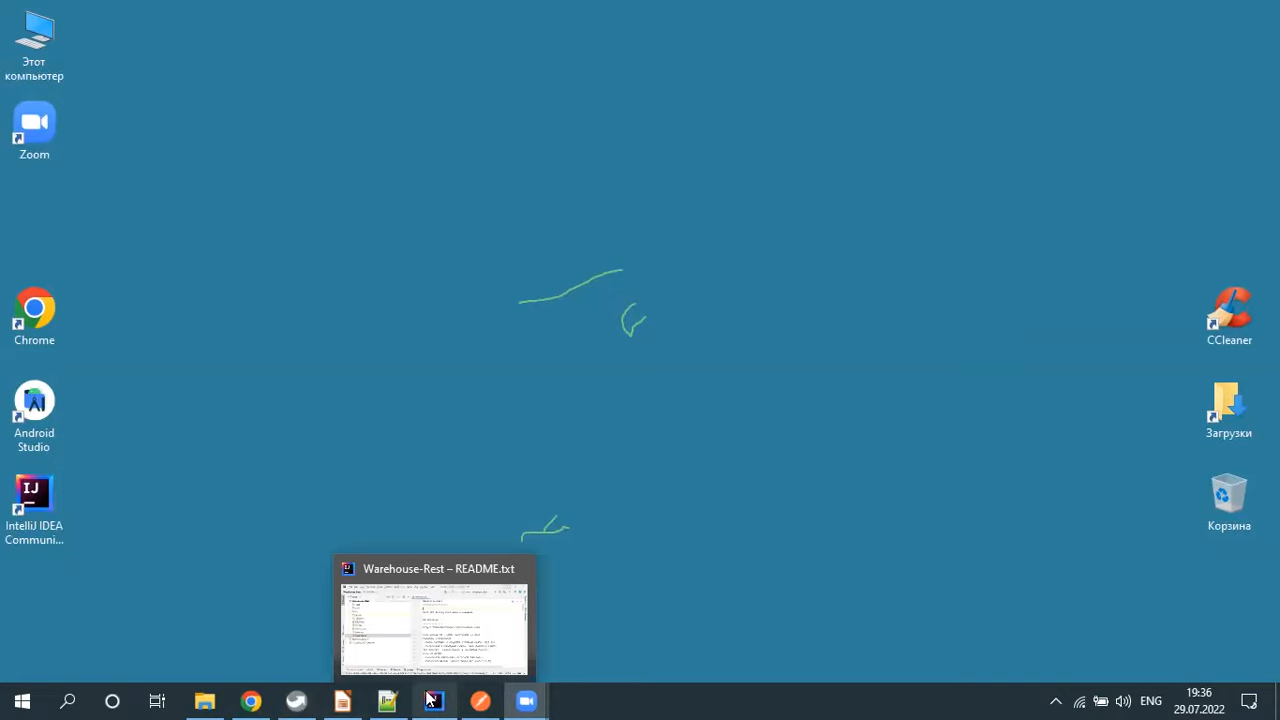 Этот
компьютер
Zoom
Chrome
Android
Studio
IntelliJ IDEA
Communi...
CCleaner
Загрузки
Корзина
Warehouse-Rest – README.txt
ENG
19:36
29.07.2022